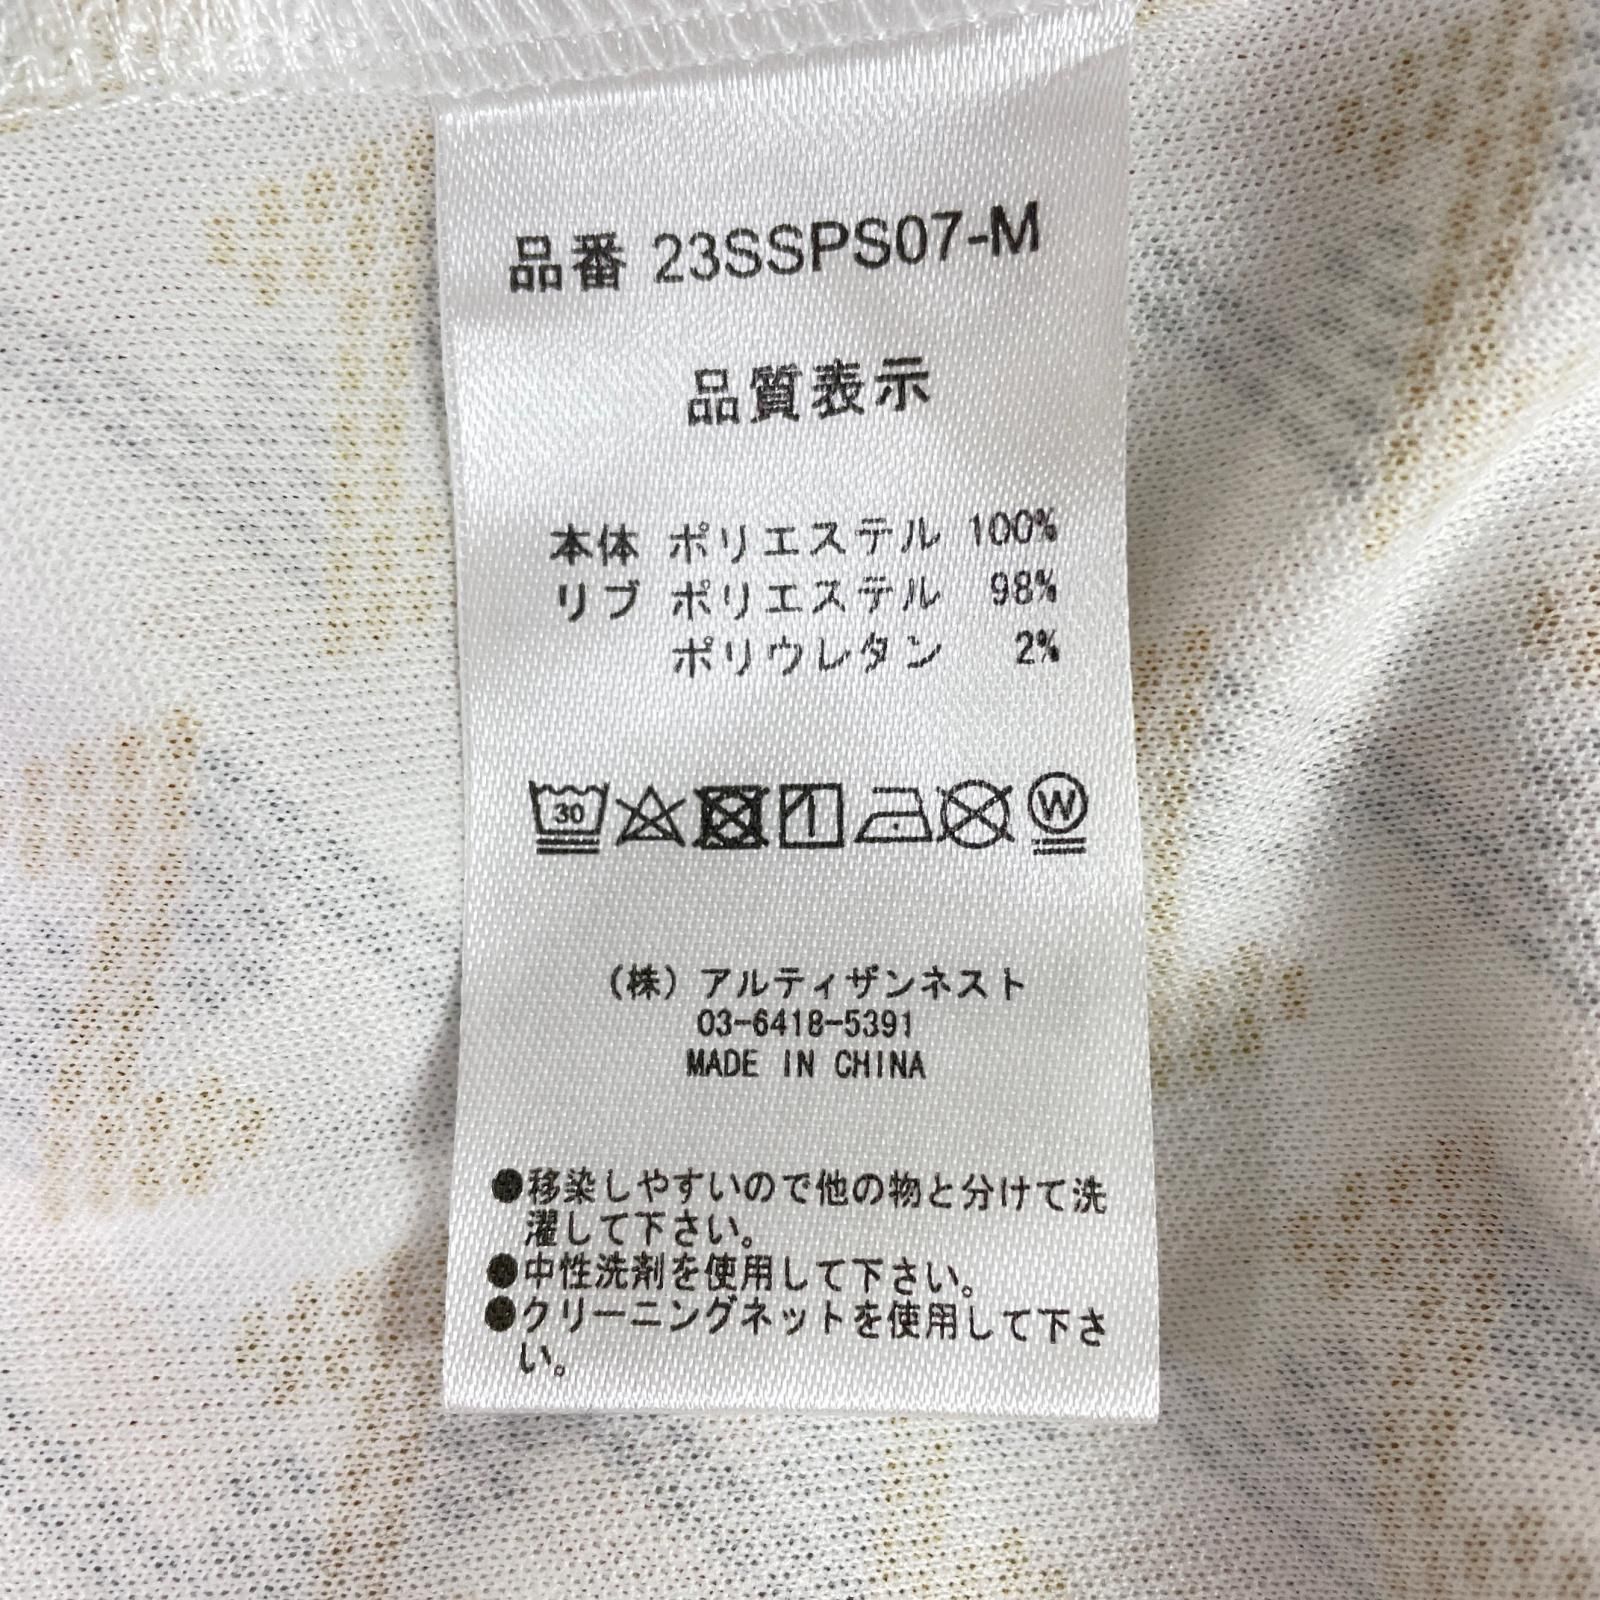 品番 23SSPS07-M
品質表示
本体 ポリエステル 100%
リブ ポリエステル 98%
ポリウレタン 2%
30 W
(株) アルティザンネスト
03-6418-5391
MADE IN CHINA
●移染しやすいので他の物と分けて洗
濯して下さい。
●中性洗剤を使用して下さい。
●クリーニングネットを使用して下さ
い。